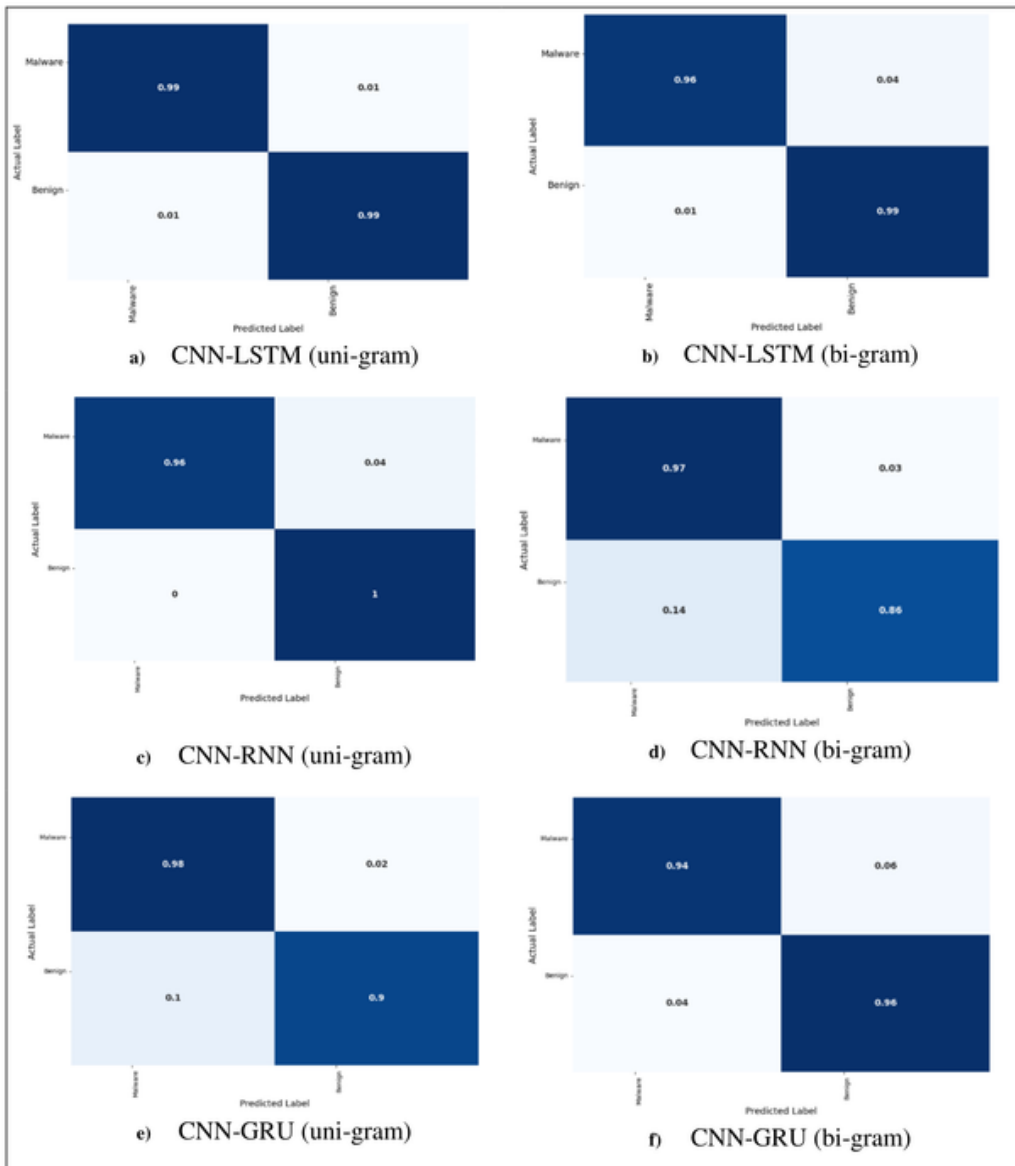 Malware
0.99
0.01
Actual Label
Benign
0.01
0.99
Malware
Benign
Predicted Label
a) CNN-LSTM (uni-gram)
Malware
0.96
0.04
Actual Label
Benign
0.01
0.99
Malware
Benign
Predicted Label
b) CNN-LSTM (bi-gram)
Malware
0.96
0.04
Actual Label
Benign
0
1
Malware
Benign
Predicted Label
c) CNN-RNN (uni-gram)
Malware
0.97
0.03
Actual Label
Benign
0.14
0.86
Malware
Benign
Predicted Label
d) CNN-RNN (bi-gram)
Malware
0.98
0.02
Actual Label
Benign
0.1
0.9
Malware
Benign
Predicted Label
e) CNN-GRU (uni-gram)
Malware
0.94
0.06
Actual Label
Benign
0.04
0.96
Malware
Benign
Predicted Label
f) CNN-GRU (bi-gram)